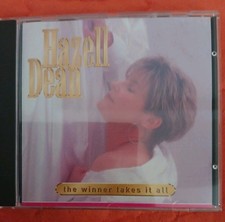 Hazell
Dean
the winner takes it all